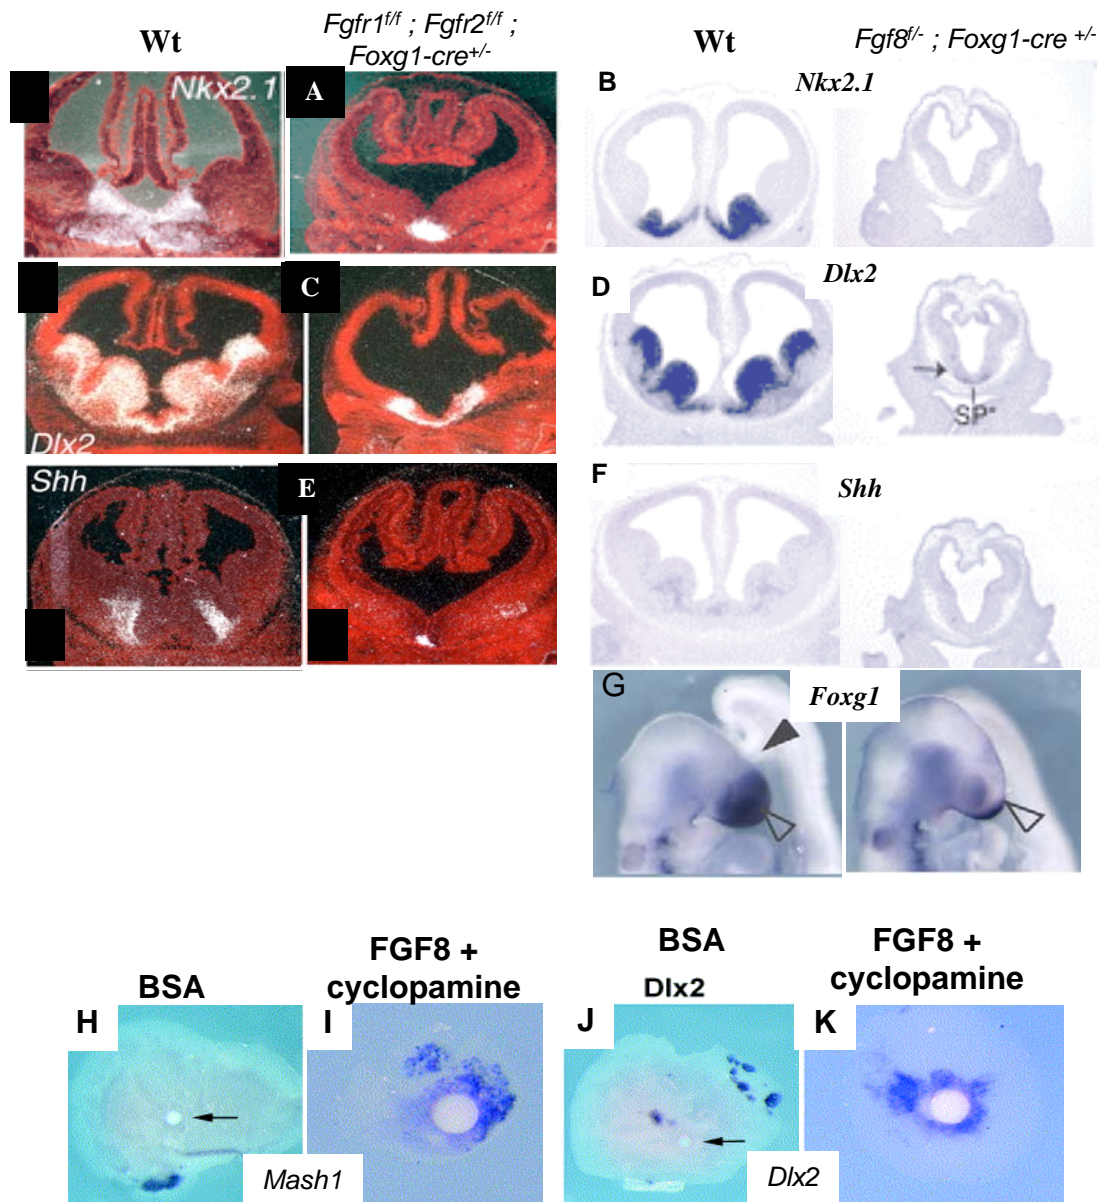 Wt
Fgfr1f/f ; Fgfr2f/f ;
Foxg1-cre+/-
Wt
Fgf8f/- ; Foxg1-cre +/-
Nkx2.1
A
B
Nkx2.1
C
Dlx2
D
Dlx2
SP*
Shh
E
F
Shh
G
Foxg1
BSA
FGF8 +
cyclopamine
BSA
Dlx2
FGF8 +
cyclopamine
H
I
J
K
Mash1
Dlx2